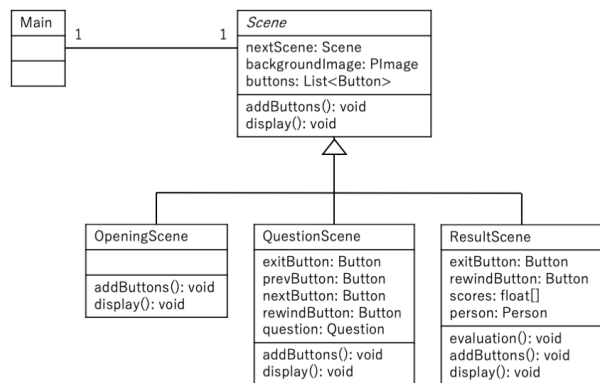 Main
1
1
Scene
nextScene: Scene
backgroundImage: PImage
buttons: List<Button>
addButtons(): void
display(): void
OpeningScene
addButtons(): void
display(): void
QuestionScene
exitButton: Button
prevButton: Button
nextButton: Button
rewindButton: Button
question: Question
addButtons(): void
display(): void
ResultScene
exitButton: Button
rewindButton: Button
scores: float[]
person: Person
evaluation(): void
addButtons(): void
display(): void